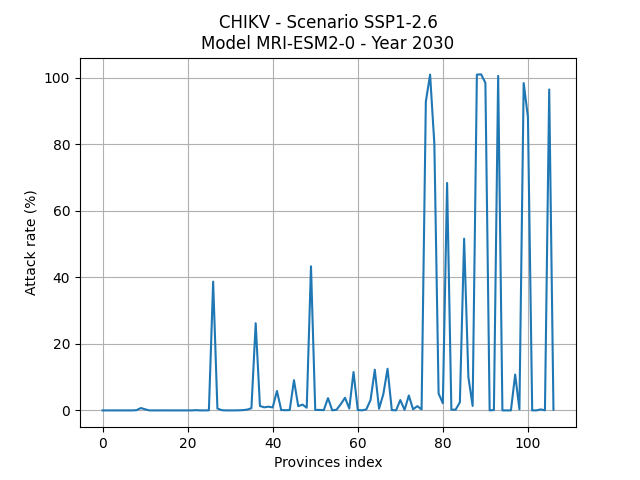 CHIKV - Scenario SSP1-2.6
Model MRI-ESM2-0 - Year 2030
100
80
60
40
20
0
Attack rate (%)
0 20 40 60 80 100
Provinces index